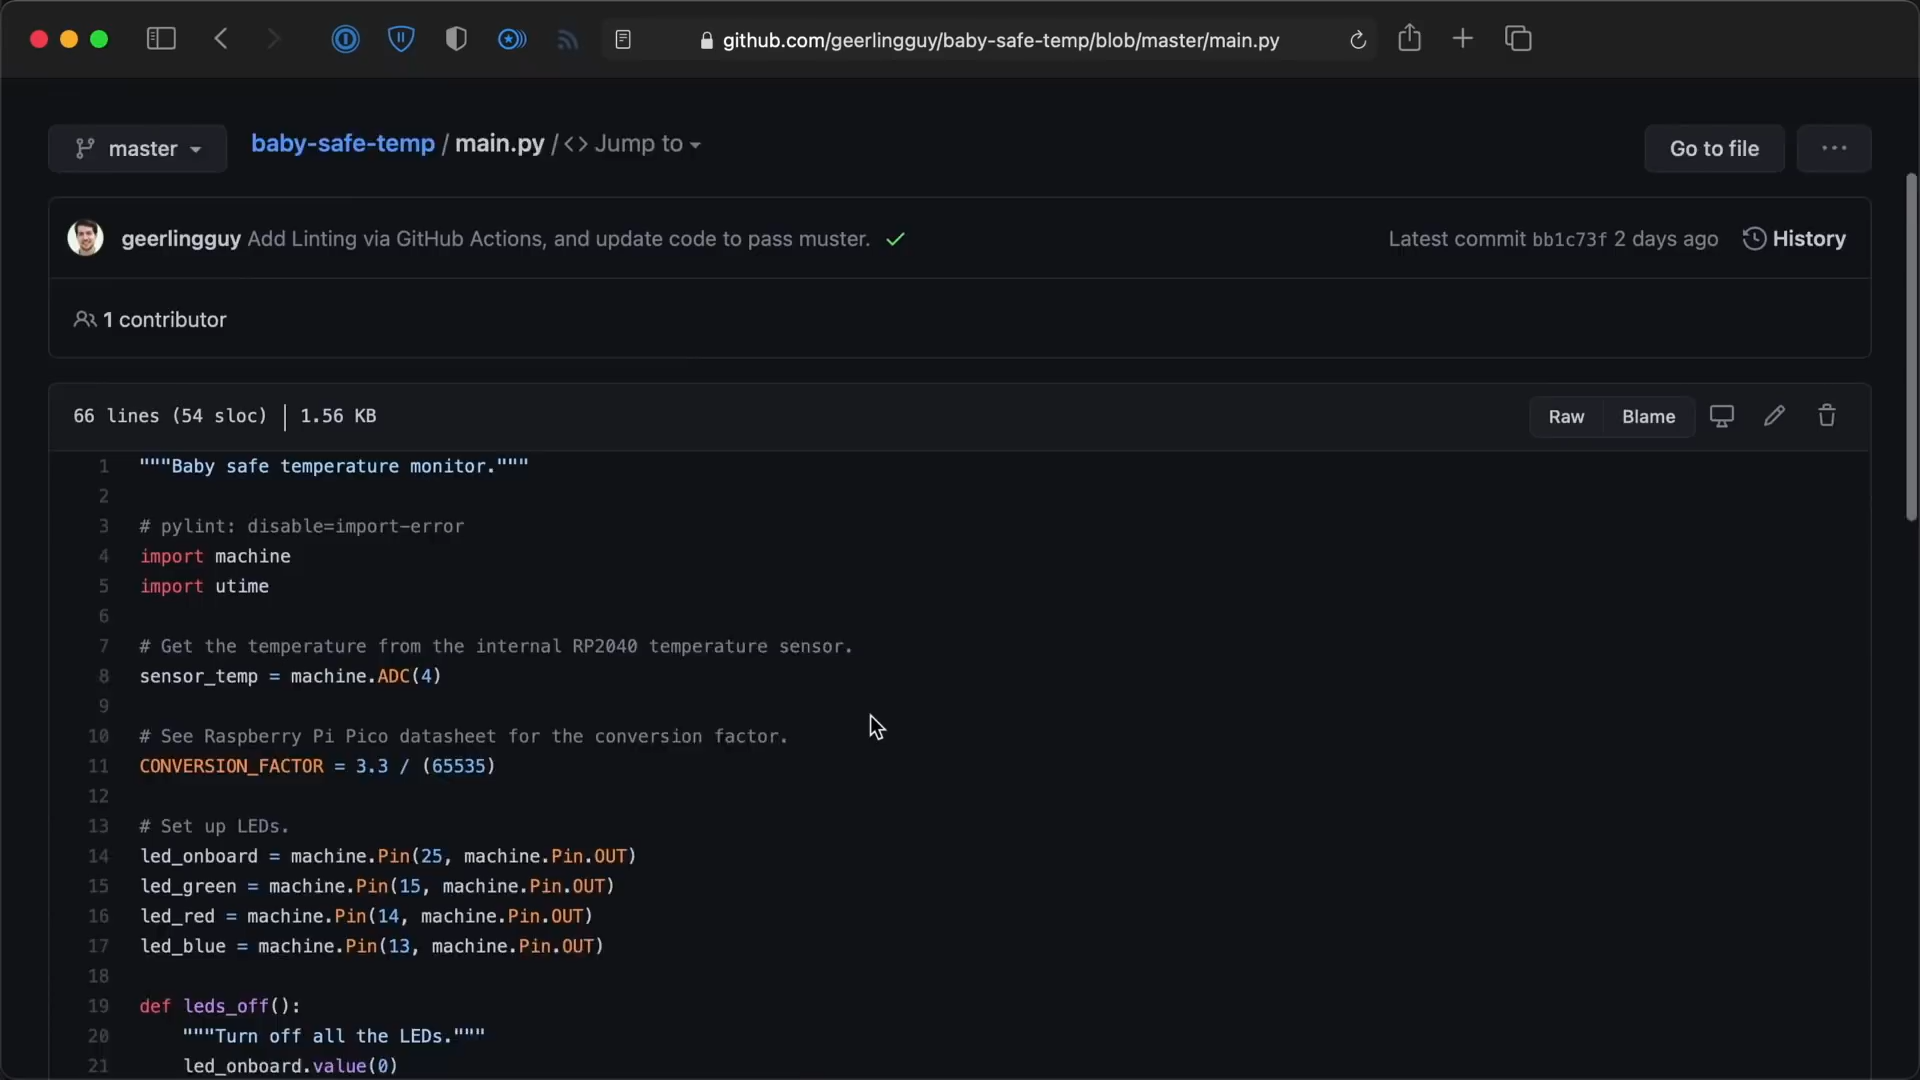 github.com/geerlingguy/baby-safe-temp/blob/master/main.py
master
baby-safe-temp / main.py / <> Jump to
Go to file
...
geerlingguy Add Linting via GitHub Actions, and update code to pass muster.
Latest commit bb1c73f 2 days ago
History
1 contributor
66 lines (54 sloc) | 1.56 KB
Raw
Blame
1 """Baby safe temperature monitor."""
2
3 # pylint: disable=import-error
4 import machine
5 import utime
6
7 # Get the temperature from the internal RP2040 temperature sensor.
8 sensor_temp = machine.ADC(4)
9
10 # See Raspberry Pi Pico datasheet for the conversion factor.
11 CONVERSION_FACTOR = 3.3 / (65535)
12
13 # Set up LEDs.
14 led_onboard = machine.Pin(25, machine.Pin.OUT)
15 led_green = machine.Pin(15, machine.Pin.OUT)
16 led_red = machine.Pin(14, machine.Pin.OUT)
17 led_blue = machine.Pin(13, machine.Pin.OUT)
18
19 def leds_off():
20 """Turn off all the LEDs."""
21 led_onboard.value(0)